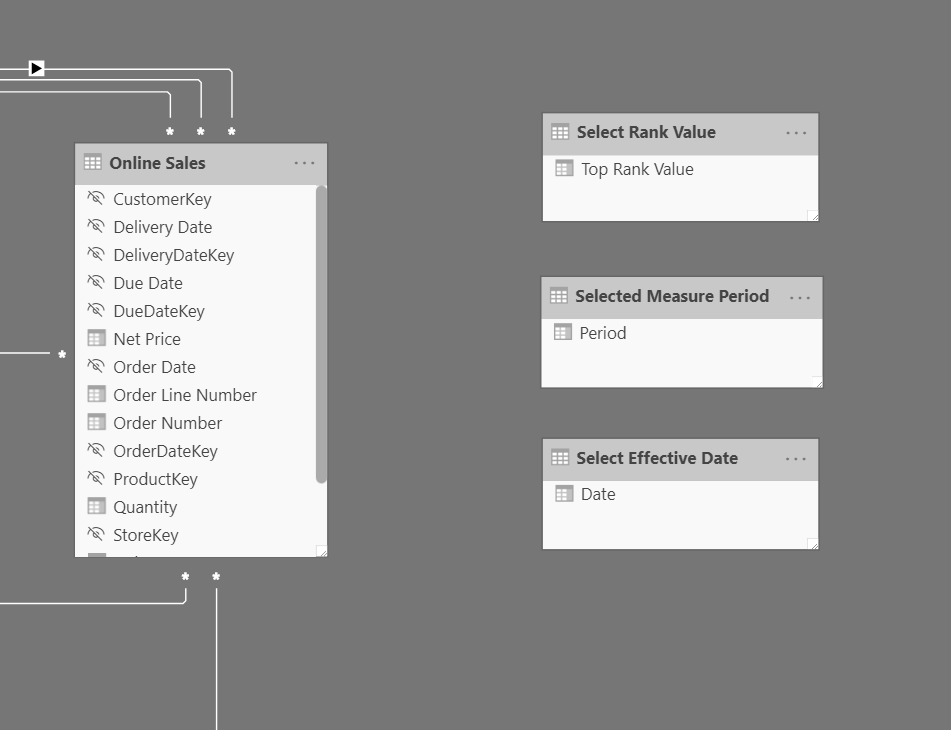 Online Sales
CustomerKey
Delivery Date
DeliveryDateKey
Due Date
DueDateKey
Net Price
Order Date
Order Line Number
Order Number
OrderDateKey
ProductKey
Quantity
StoreKey
Select Rank Value
Top Rank Value
Selected Measure Period
Period
Select Effective Date
Date